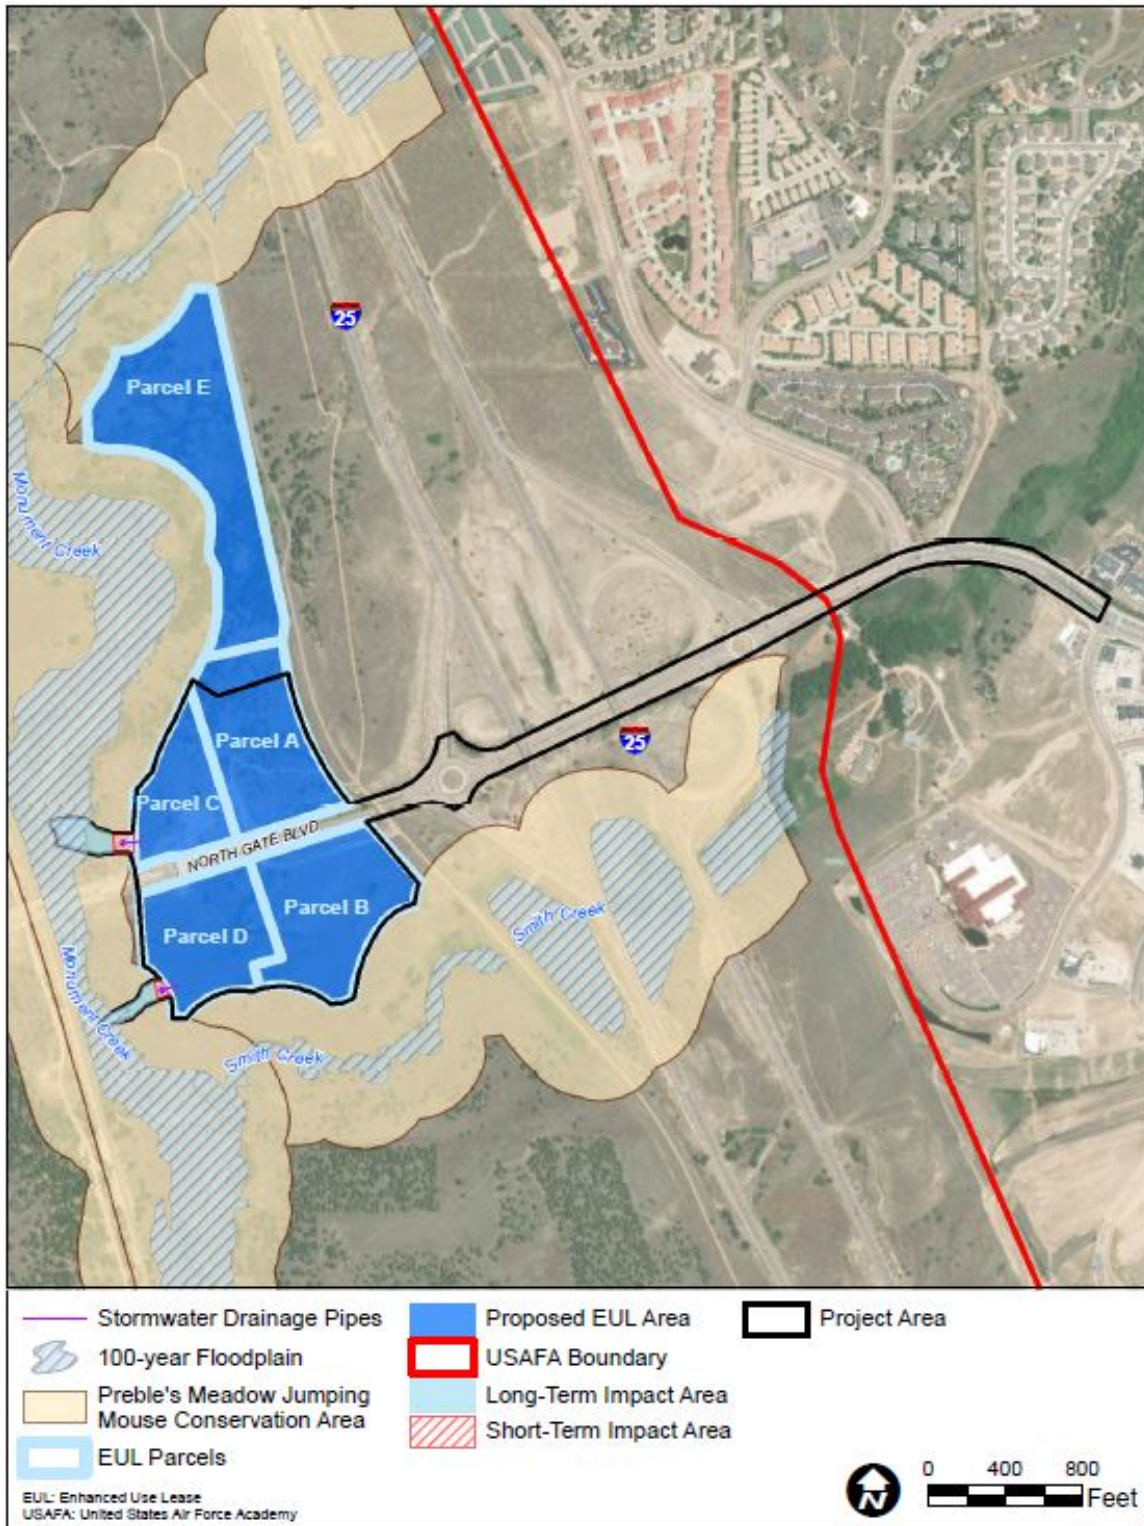 25
Parcel E
Monument Creek
Parcel A
25
Parcel C
NORTH GATE BLVD
Parcel B
Smith Creek
Parcel D
Monument Creek
Smith Creek
Stormwater Drainage Pipes
100-year Floodplain
Preble's Meadow Jumping
Mouse Conservation Area
EUL Parcels
Proposed EUL Area
USAFA Boundary
Long-Term Impact Area
Short-Term Impact Area
Project Area
EUL: Enhanced Use Lease
USAFA: United States Air Force Academy
N
0 400 800
Feet